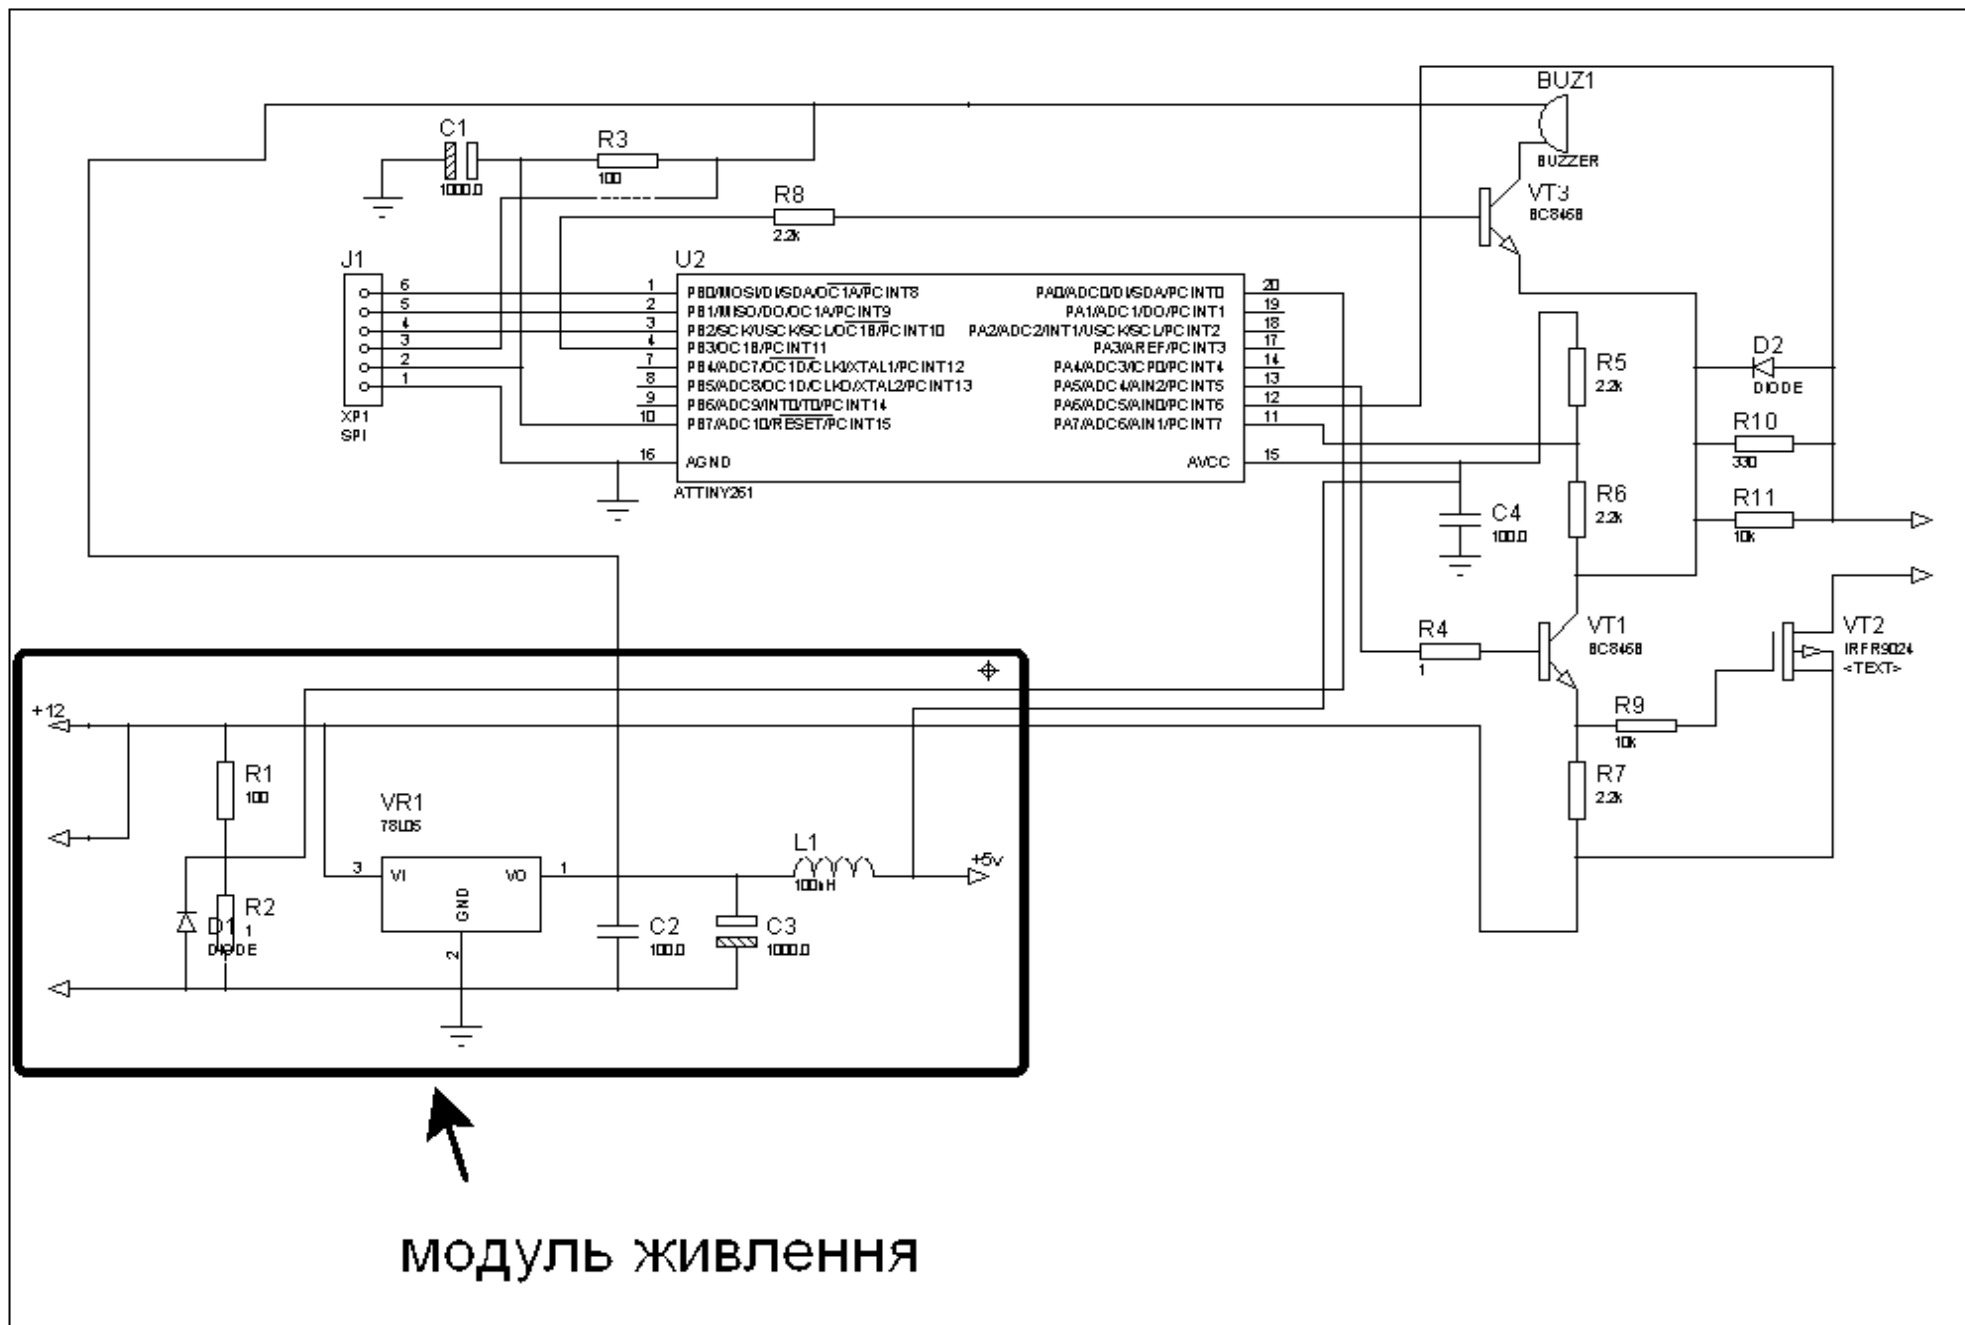 BUZ1
BUZZER
C1
1000.0
R3
100
R8
2.2k
VT3
BC846B
J1
6
5
4
3
2
1
XP1
SPI
U2
1 PB0/MOSI/DI/SDA/OC1A/PCINT8
2 PB1/MISO/DO/OC1A/PCINT9
3 PB2/SCK/USCK/SCL/OC1B/PCINT10
4 PB3/OC1B/PCINT11
7 PB4/ADC7/OC1D/CLKI/XTAL1/PCINT12
8 PB5/ADC8/OC1D/CLKO/XTAL2/PCINT13
9 PB6/ADC9/INT0/T0/PCINT14
10 PB7/ADC10/RESET/PCINT15
16 AGND
PA0/ADC0/DI/SDA/PCINT0 20
PA1/ADC1/DO/PCINT1 19
PA2/ADC2/INT1/USCK/SCL/PCINT2 18
PA3/AREF/PCINT3 17
PA4/ADC3/ICP0/PCINT4 14
PA5/ADC4/AIN2/PCINT5 13
PA6/ADC5/AIN0/PCINT6 12
PA7/ADC6/AIN1/PCINT7 11
AVCC 15
ATTINY261
R5
2.2k
D2
DIODE
R10
330
R6
2.2k
R11
10k
C4
100.0
R4
1
VT1
BC846B
VT2
IRFR9024
<TEXT>
R9
10k
R7
2.2k
+12
R1
100
VR1
78L05
3 VI
VO 1
GND
2
L1
100uH
+5v
R2
1
D1
DIODE
C2
100.0
C3
1000.0
модуль живлення